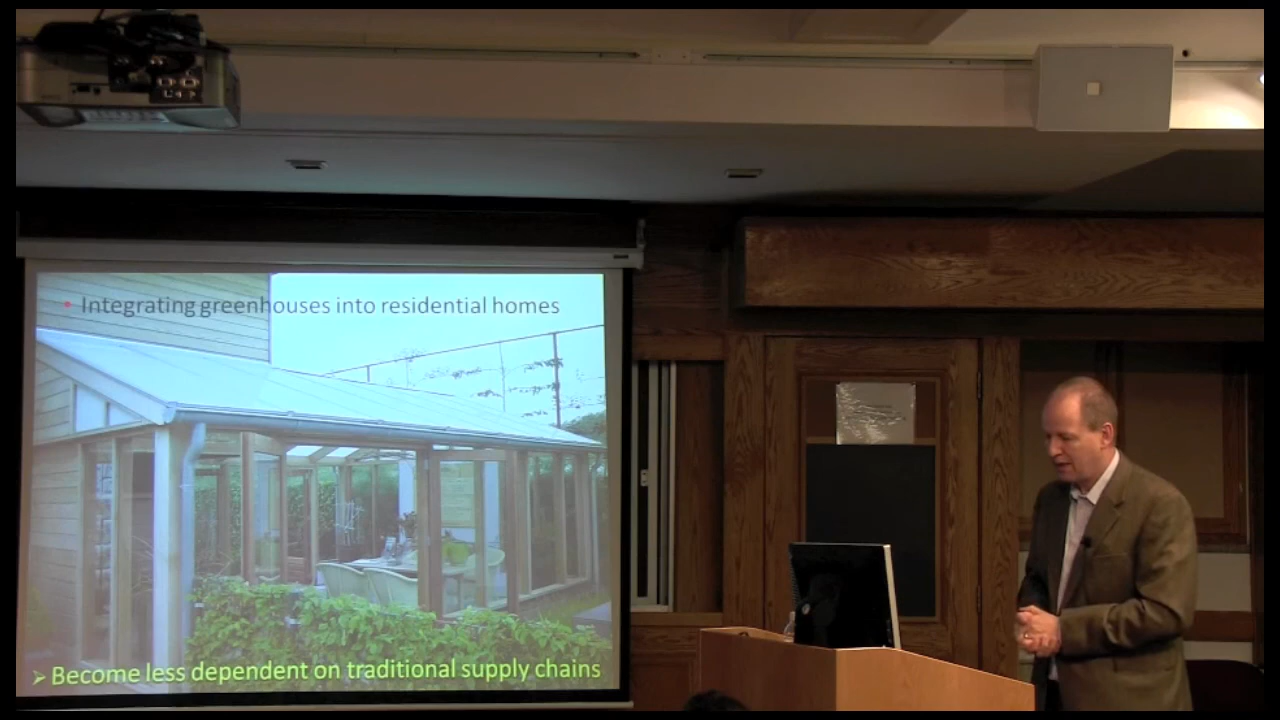 • Integrating greenhouses into residential homes
➢ Become less dependent on traditional supply chains